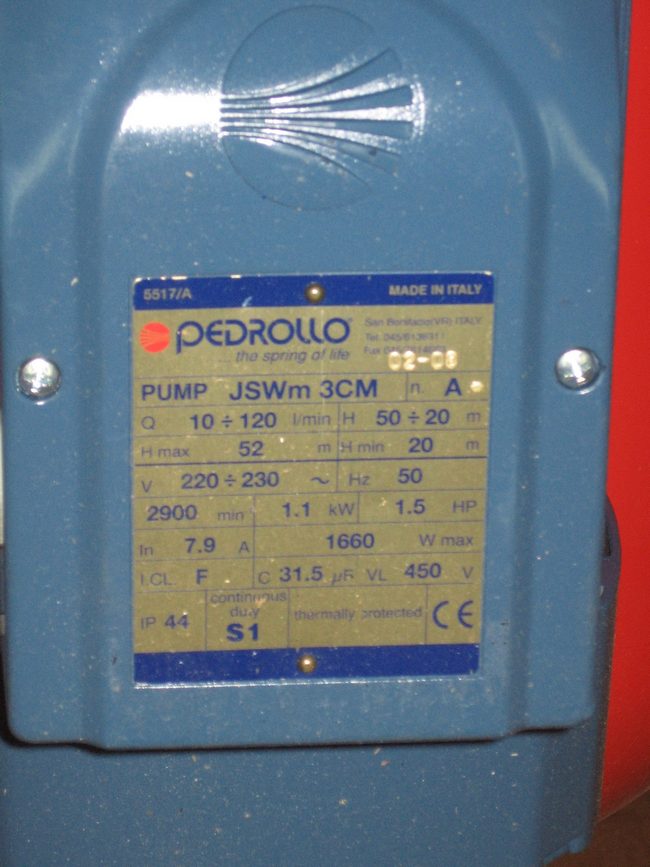 5517/A MADE IN ITALY
PEDROLLO
San Bonifacio(VR) ITALY
...the spring of life
02-08
PUMP JSWm 3CM n. A
Q 10 ÷ 120 l/min H 50 ÷ 20 m
H max 52 m H min 20 m
V 220 ÷ 230 ~ Hz 50
2900 min 1.1 kW 1.5 HP
In 7.9 A 1660 W max
I.CL. F C 31.5 µF VL 450 V
IP 44 continuous duty S1 thermally protected CE